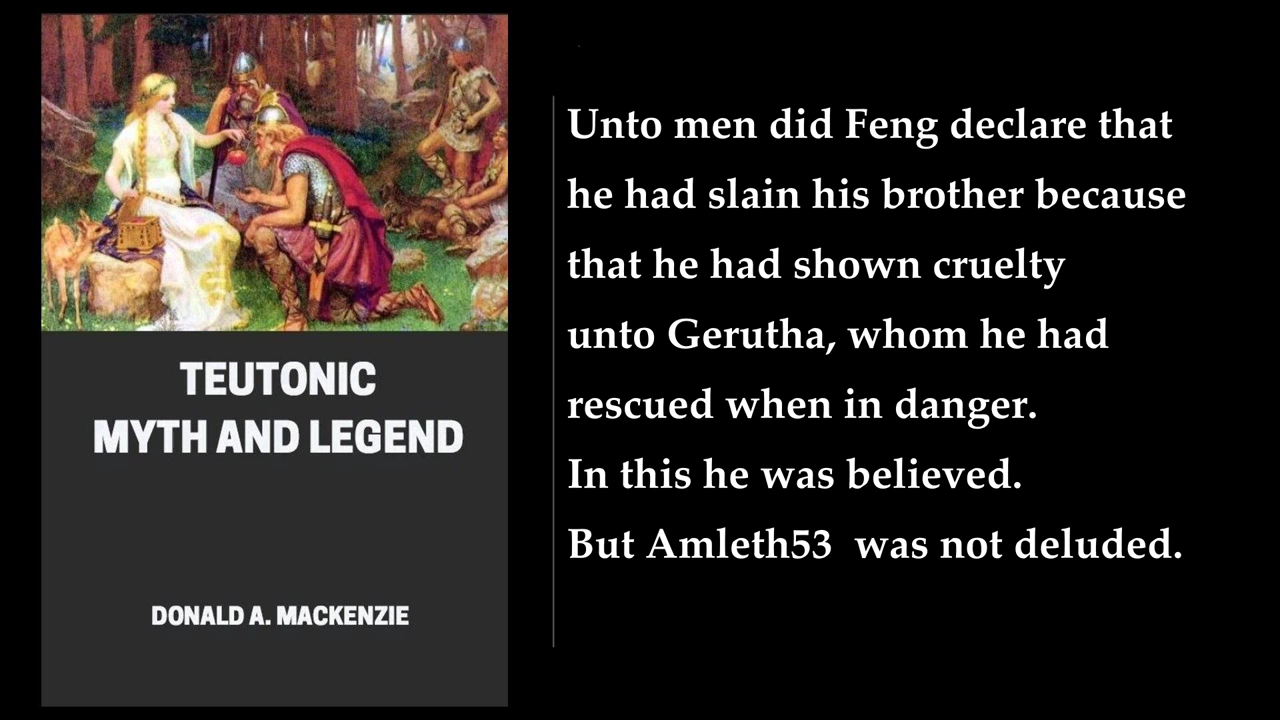 TEUTONIC
MYTH AND LEGEND
DONALD A. MACKENZIE
Unto men did Feng declare that
he had slain his brother because
that he had shown cruelty
unto Gerutha, whom he had
rescued when in danger.
In this he was believed.
But Amleth53  was not deluded.